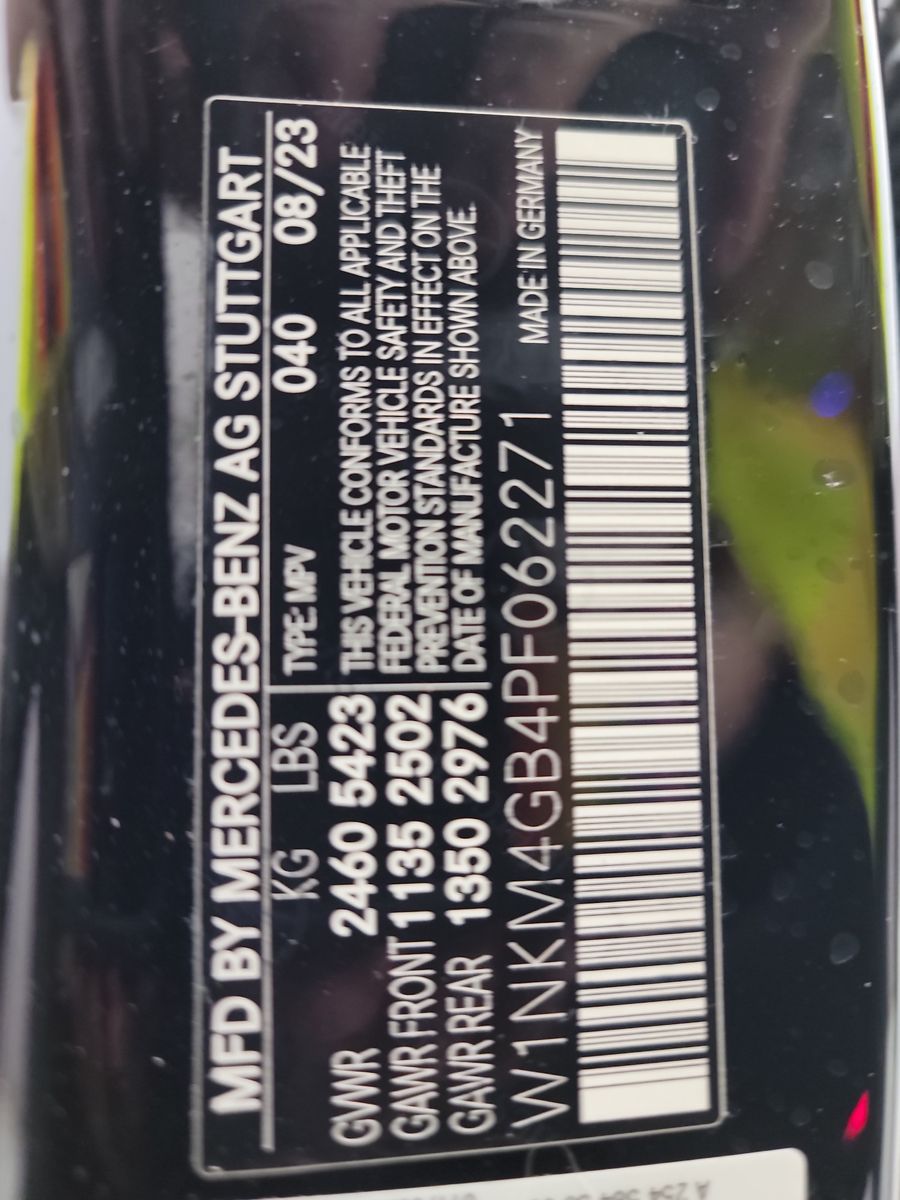 MFD BY MERCEDES-BENZ AG STUTTGART
KG LBS TYPE: MPV 040 08/23
GVWR 2460 5423
GAWR FRONT 1135 2502
GAWR REAR 1350 2976
THIS VEHICLE CONFORMS TO ALL APPLICABLE
FEDERAL MOTOR VEHICLE SAFETY AND THEFT
PREVENTION STANDARDS IN EFFECT ON THE
DATE OF MANUFACTURE SHOWN ABOVE.
W1NKM4GB4PF062271 MADE IN GERMANY
A 254 584